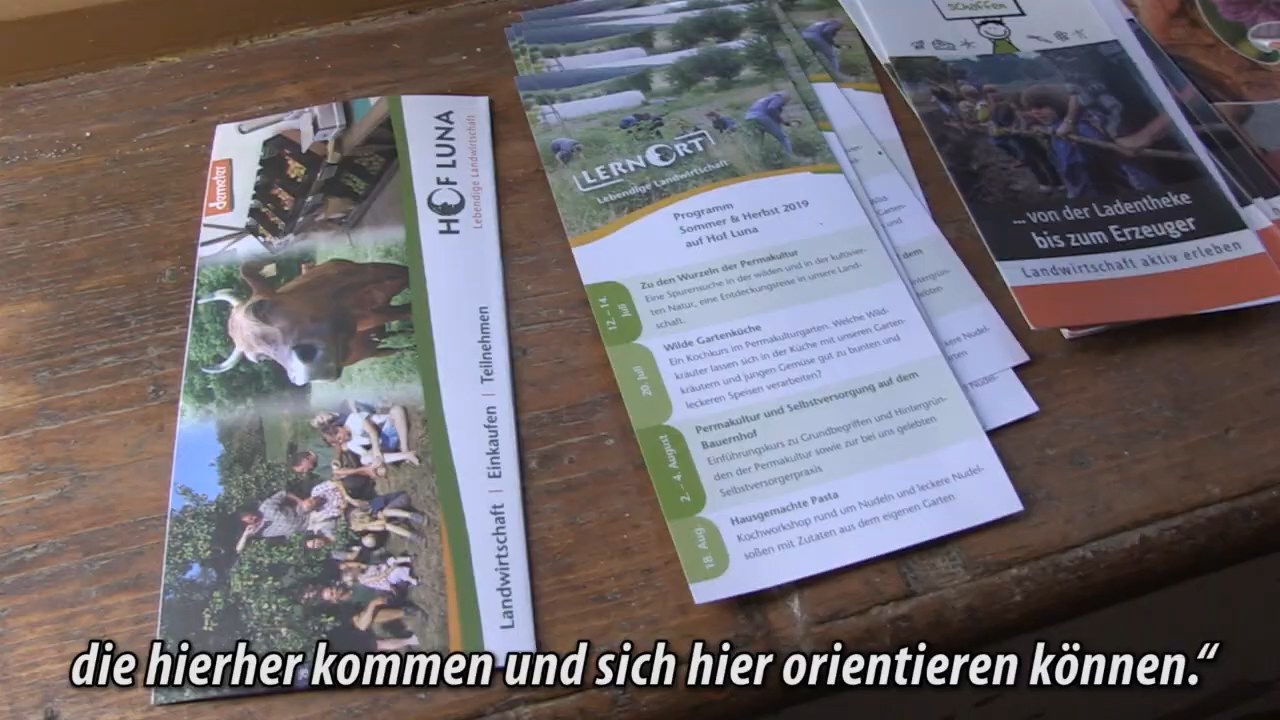 demeter
HOF LUNA
Lebendige Landwirtschaft
Landwirtschaft | Einkaufen | Teilnehmen
LERNORT
Lebendige Landwirtschaft
Programm
Sommer & Herbst 2019
auf Hof Luna
12. – 14. Juli
Zu den Wurzeln der Permakultur
Eine Spurensuche in der wilden und in der kultivier-
ten Natur, eine Entdeckungsreise in unsere Land-
schaft.
20. Juli
Wilde Gartenküche
Ein Kochkurs im Permakulturgarten. Welche Wild-
kräuter lassen sich in der Küche mit unseren Garten-
kräutern und jungen Gemüse gut zu bunten und
leckeren Speisen verarbeiten?
2. – 4. August
Permakultur und Selbstversorgung auf dem
Bauernhof
Einführungskurs zu Grundbegriffen und Hintergrün-
den der Permakultur sowie zur bei uns gelebten
Selbstversorgerpraxis
18. Aug.
Hausgemachte Pasta
Kochworkshop rund um Nudeln und leckere Nudel-
soßen mit Zutaten aus dem eigenen Garten
schaffen
... von der Ladentheke
bis zum Erzeuger
Landwirtschaft aktiv erleben
die hierher kommen und sich hier orientieren können.“